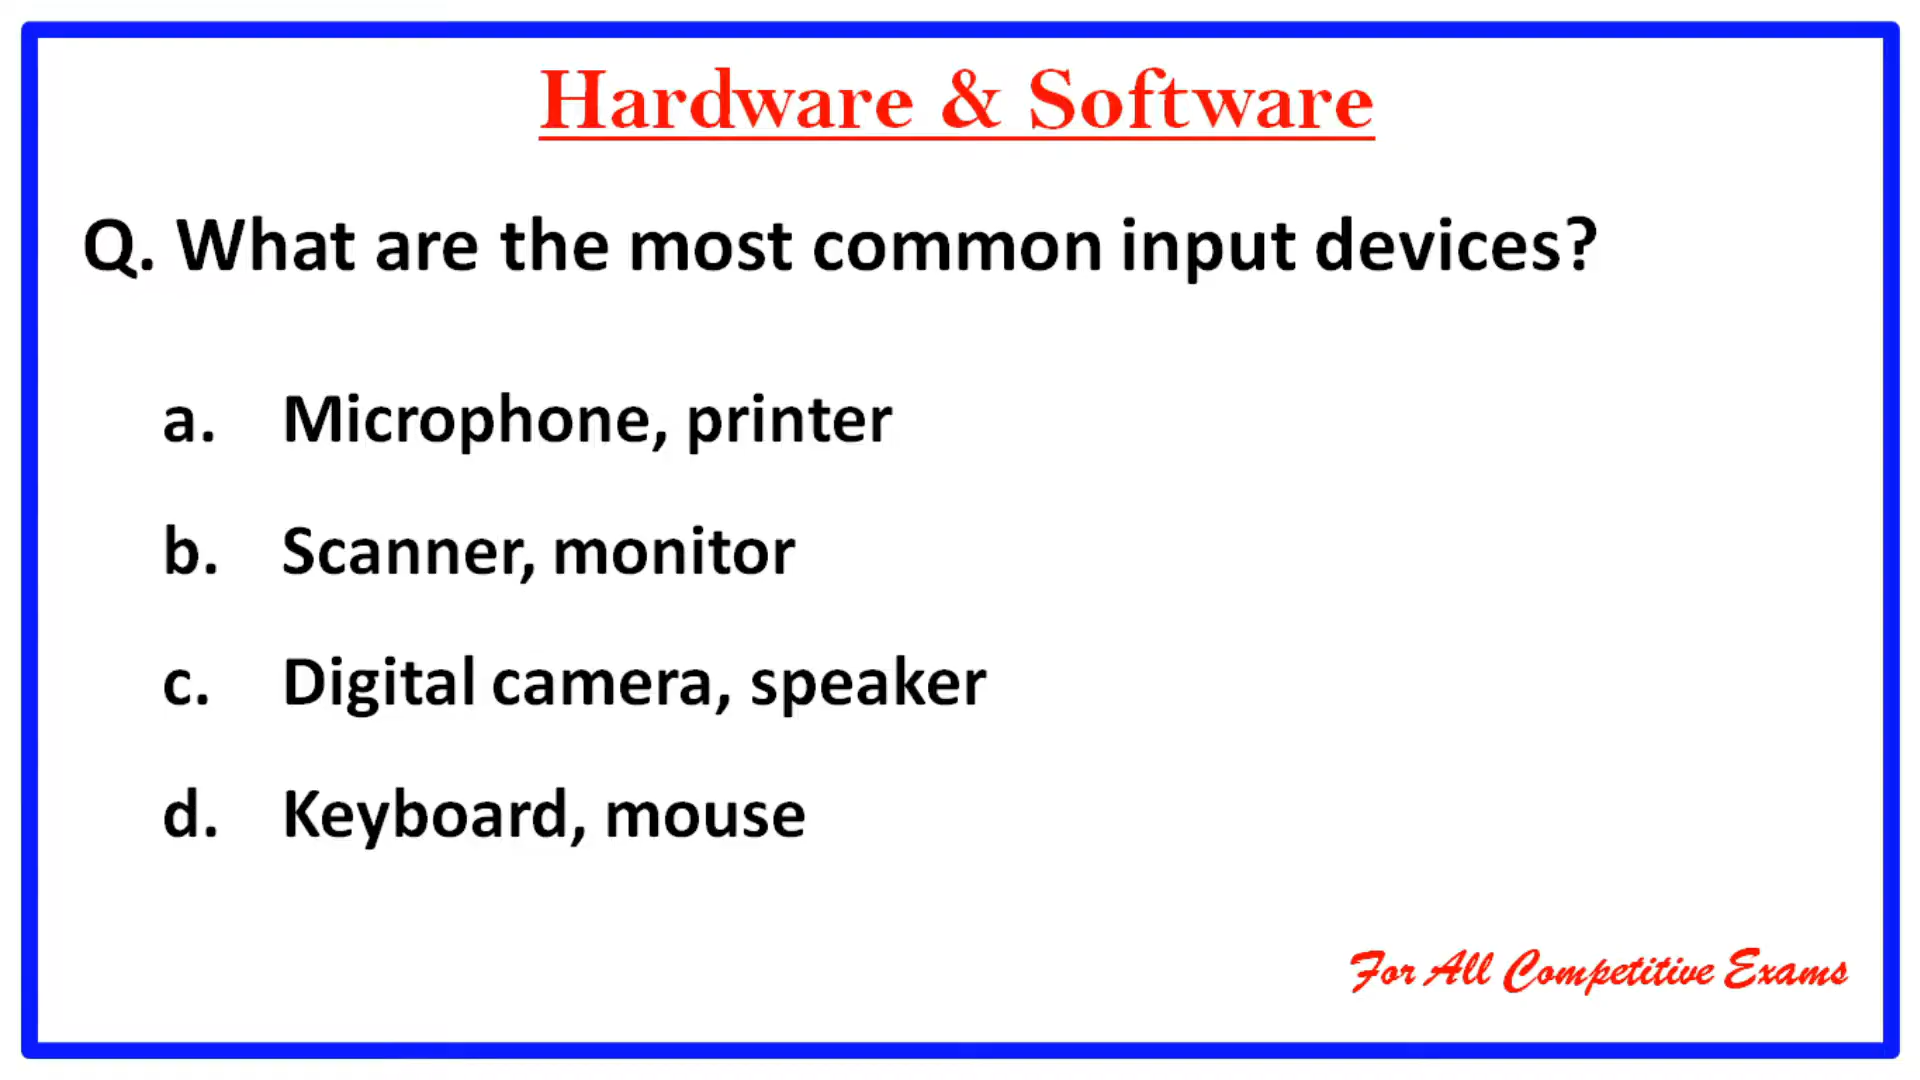 Hardware & Software
Q. What are the most common input devices?
a. Microphone, printer
b. Scanner, monitor
c. Digital camera, speaker
d. Keyboard, mouse
For All Competitive Exams